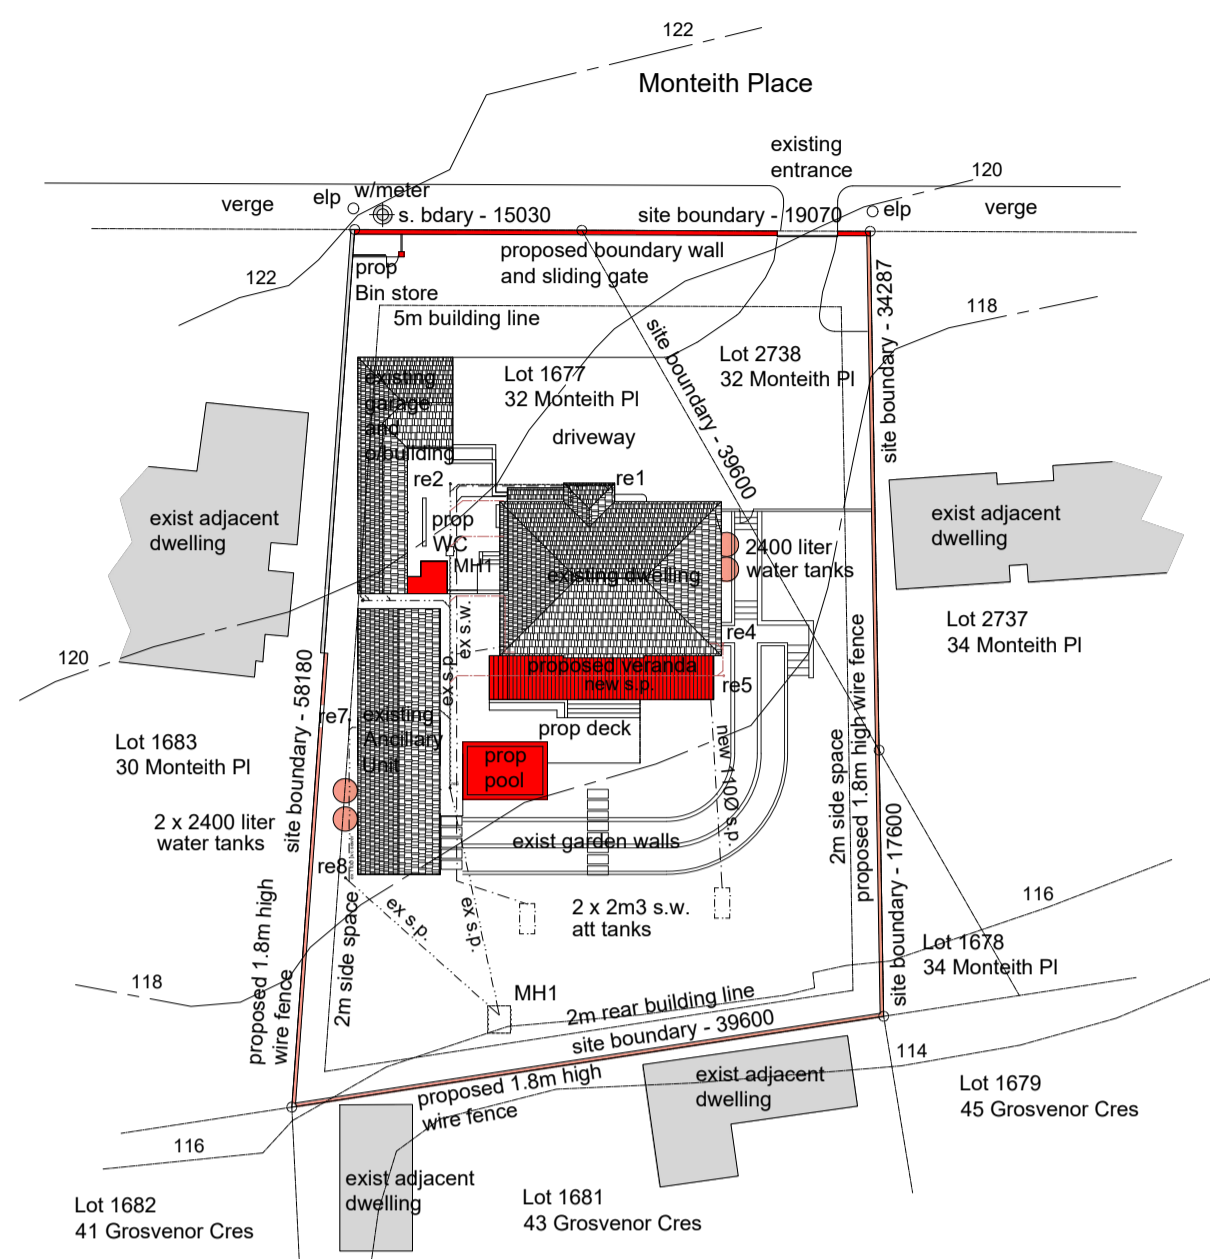 122
Monteith Place
existing
entrance
120
verge
elp
w/meter
s. bdary - 15030
site boundary - 19070
elp
verge
proposed boundary wall
and sliding gate
prop
Bin store
122
5m building line
site boundary - 34287
118
site boundary - 39600
Lot 2738
32 Monteith Pl
Lot 1677
32 Monteith Pl
existing
garage
and
o/building
driveway
re2
re1
exist adjacent
dwelling
prop
WC
MH1
existing dwelling
2400 liter
water tanks
exist adjacent
dwelling
Lot 2737
34 Monteith Pl
ex s.w.
re4
120
proposed veranda
new s.p.
re5
ex s.p.
site boundary - 58180
re7
existing
Ancillary
Unit
prop deck
prop
pool
new 110Ø s.p.
2m side space
proposed 1.8m high wire fence
Lot 1683
30 Monteith Pl
2 x 2400 liter
water tanks
exist garden walls
re8
site boundary - 17600
116
ex s.p.
ex s.p.
2 x 2m3 s.w.
att tanks
Lot 1678
34 Monteith Pl
118
proposed 1.8m high
wire fence
2m side space
MH1
2m rear building line
site boundary - 39600
114
proposed 1.8m high
wire fence
exist adjacent
dwelling
Lot 1679
45 Grosvenor Cres
116
exist adjacent
dwelling
Lot 1682
41 Grosvenor Cres
Lot 1681
43 Grosvenor Cres